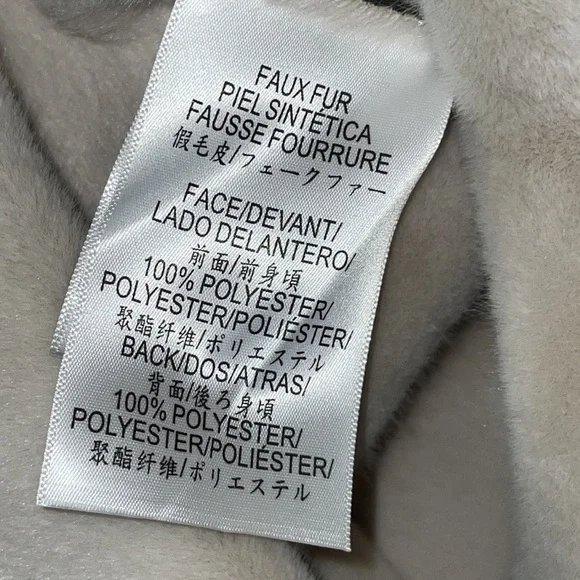 FAUX FUR
PIEL SINTETICA
FAUSSE FOURRURE
假毛皮/フェークファー
FACE/DEVANT/
LADO DELANTERO/
前面/前身頃
100% POLYESTER/
POLYESTER/POLIÉSTER/
聚酯纤维/ポリエステル
BACK/DOS/ATRAS/
背面/後ろ身頃
100% POLYESTER/
POLYESTER/POLIÉSTER/
聚酯纤维/ポリエステル